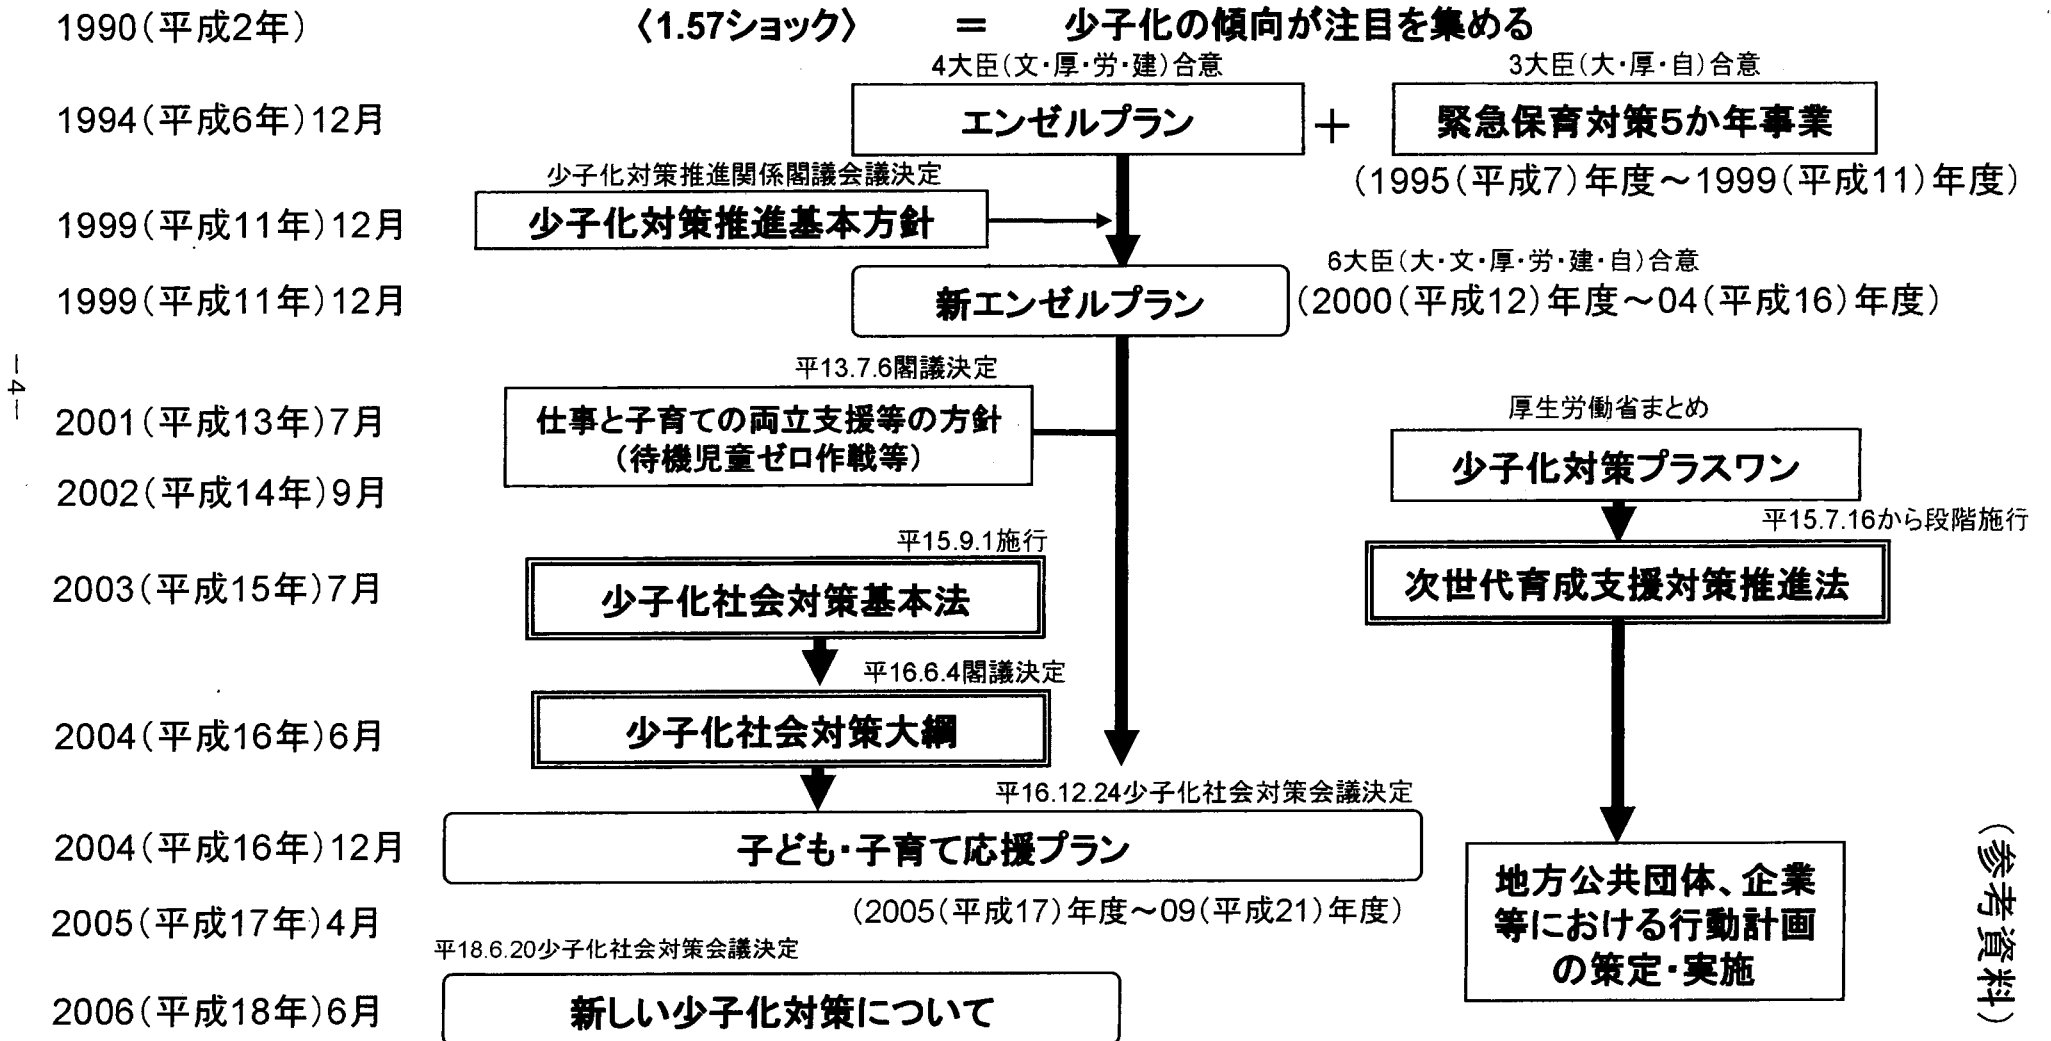 1990(平成2年)
〈1.57ショック〉 = 少子化の傾向が注目を集める
4大臣(文・厚・労・建)合意
3大臣(大・厚・自)合意
1994(平成6年)12月
エンゼルプラン
+
緊急保育対策5か年事業
(1995(平成7)年度~1999(平成11)年度)
少子化対策推進関係閣議会議決定
1999(平成11年)12月
少子化対策推進基本方針
6大臣(大・文・厚・労・建・自)合意
1999(平成11年)12月
新エンゼルプラン
(2000(平成12)年度~04(平成16)年度)
平13.7.6閣議決定
2001(平成13年)7月
仕事と子育ての両立支援等の方針
(待機児童ゼロ作戦等)
厚生労働省まとめ
少子化対策プラスワン
2002(平成14年)9月
平15.7.16から段階施行
平15.9.1施行
2003(平成15年)7月
少子化社会対策基本法
次世代育成支援対策推進法
平16.6.4閣議決定
2004(平成16年)6月
少子化社会対策大綱
平16.12.24少子化社会対策会議決定
2004(平成16年)12月
子ども・子育て応援プラン
地方公共団体、企業
等における行動計画
の策定・実施
2005(平成17年)4月
(2005(平成17)年度~09(平成21)年度)
平18.6.20少子化社会対策会議決定
2006(平成18年)6月
新しい少子化対策について
(参考資料)
-4-